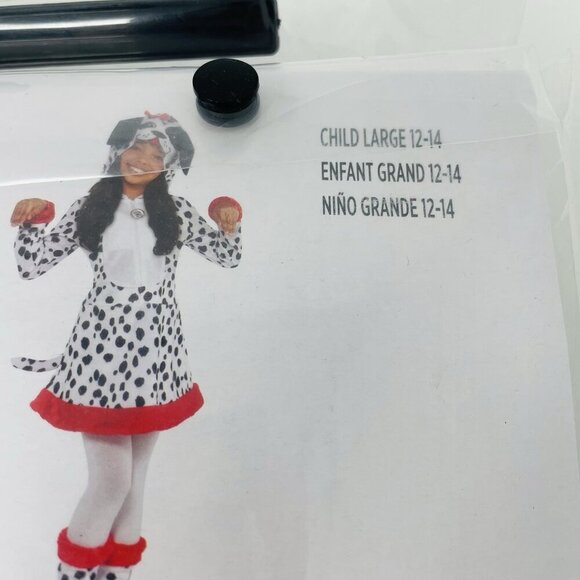 CHILD LARGE 12-14
ENFANT GRAND 12-14
NIÑO GRANDE 12-14